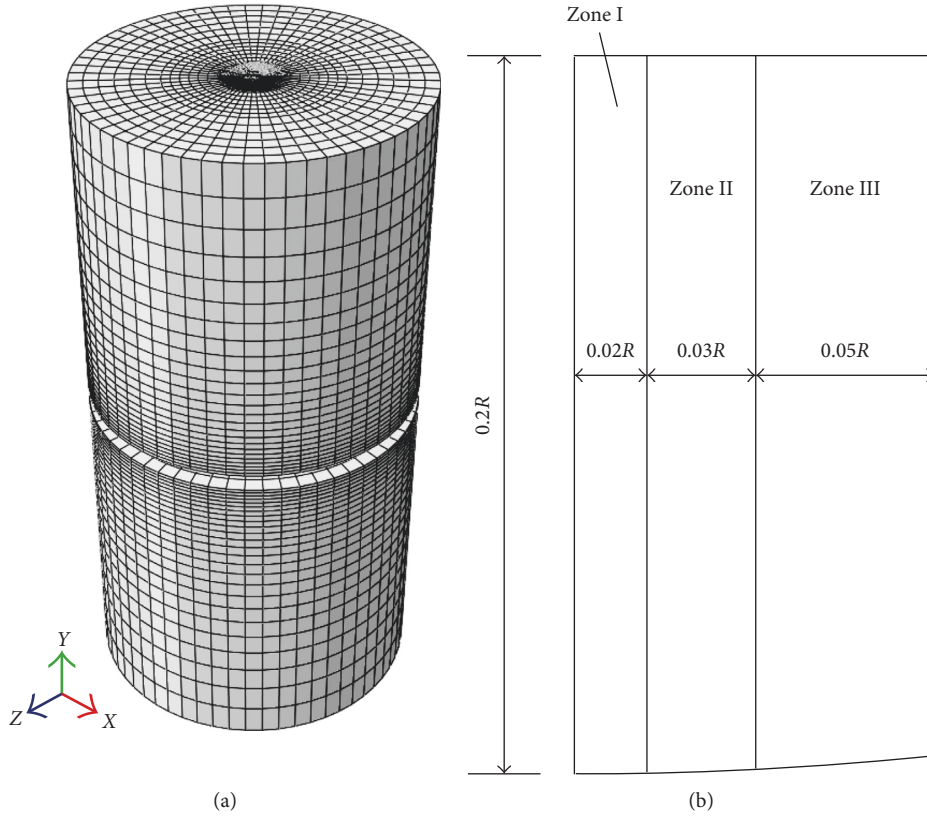 Zone I
Zone II
Zone III
0.02R
0.03R
0.05R
0.2R
Y
Z
X
(a)
(b)